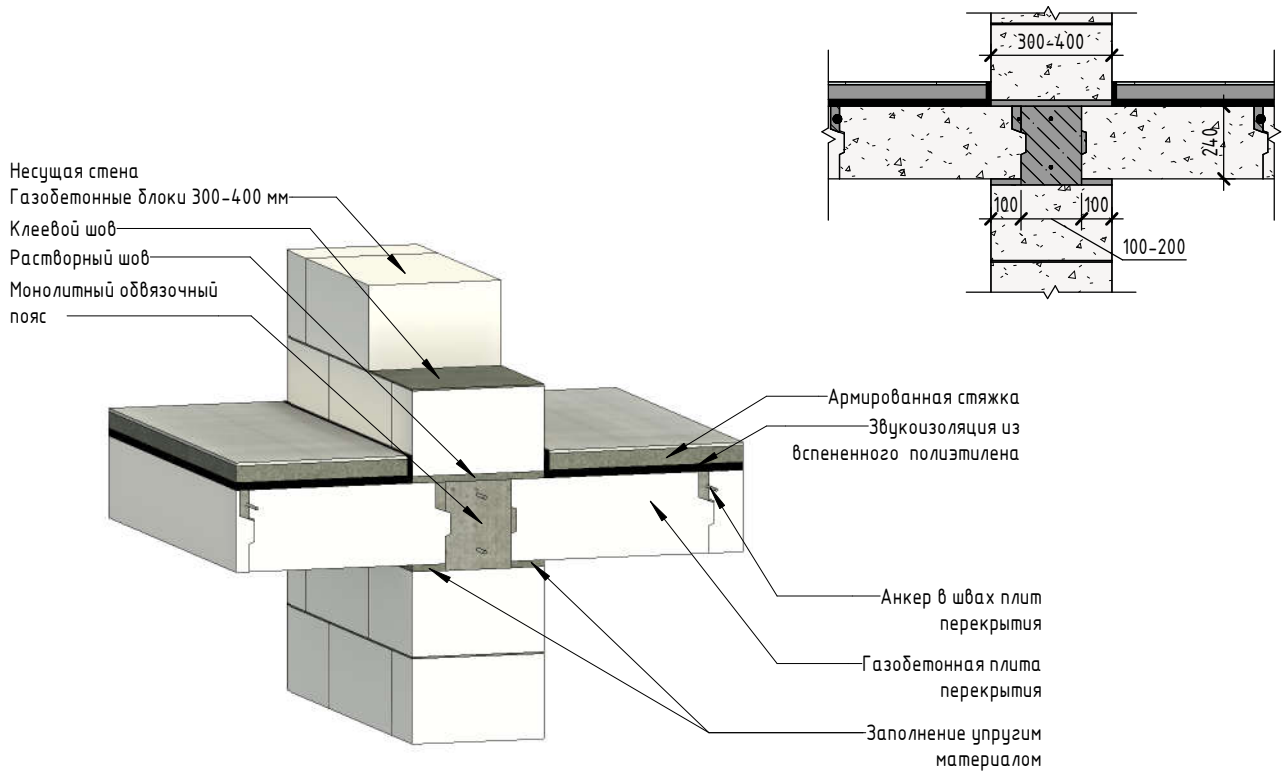 300-400
240
100
100
100-200
Несущая стена
Газобетонные блоки 300-400 мм
Клеевой шов
Растворный шов
Монолитный обвязочный
пояс
Армированная стяжка
Звукоизоляция из
вспененного полиэтилена
Анкер в швах плит
перекрытия
Газобетонная плита
перекрытия
Заполнение упругим
материалом